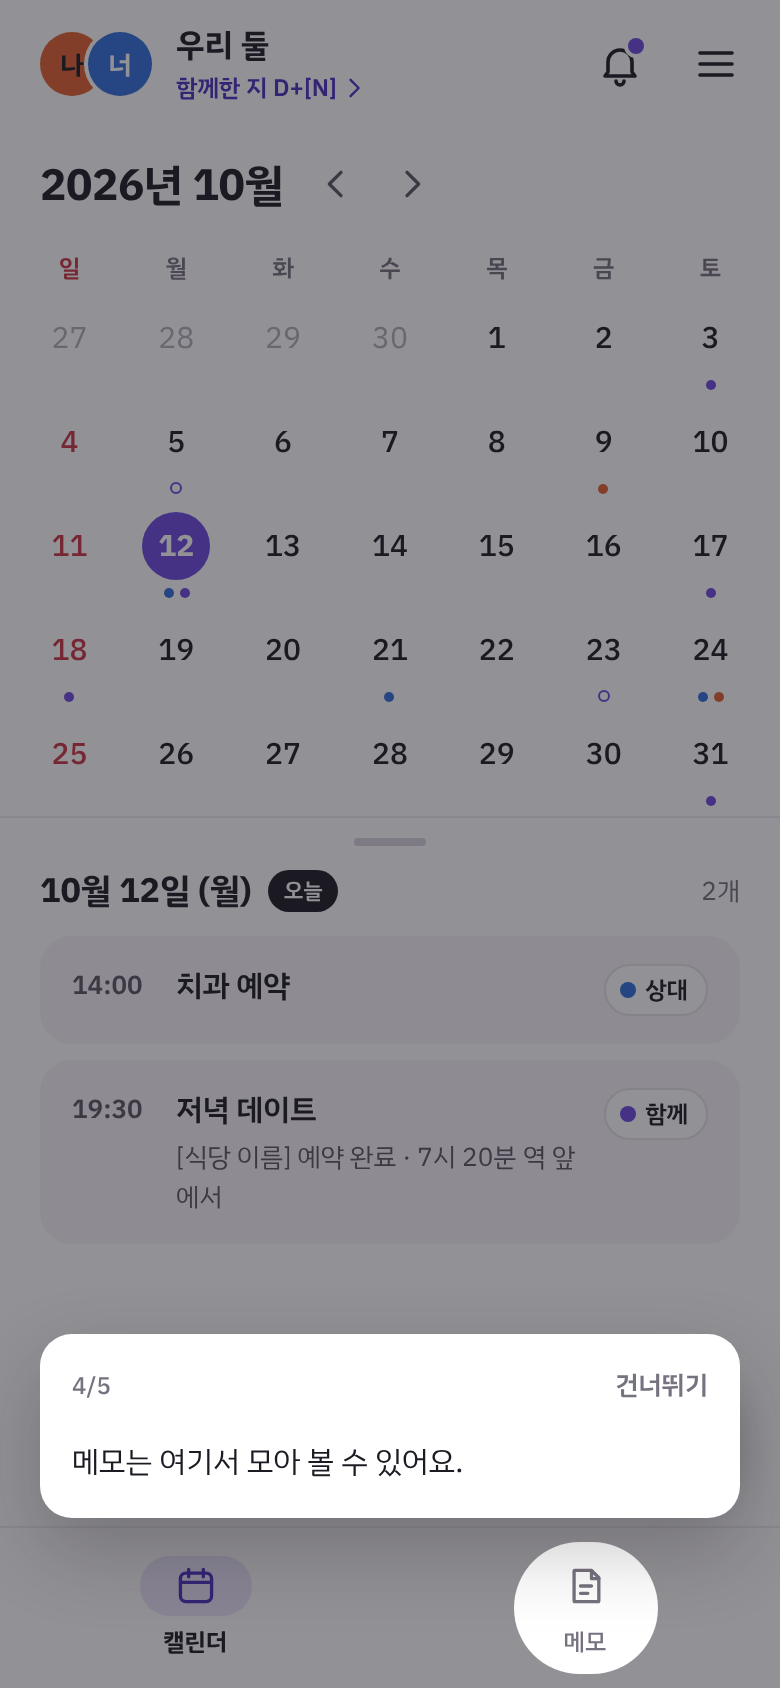 나 너 우리 둘
함께한 지 D+[N]
2026년 10월
일 월 화 수 목 금 토
27 28 29 30 1 2 3
4 5 6 7 8 9 10
11 12 13 14 15 16 17
18 19 20 21 22 23 24
25 26 27 28 29 30 31
10월 12일 (월) 오늘 2개
14:00 치과 예약 상대
19:30 저녁 데이트 함께
[식당 이름] 예약 완료 · 7시 20분 역 앞
에서
4/5 건너뛰기
메모는 여기서 모아 볼 수 있어요.
캘린더 메모